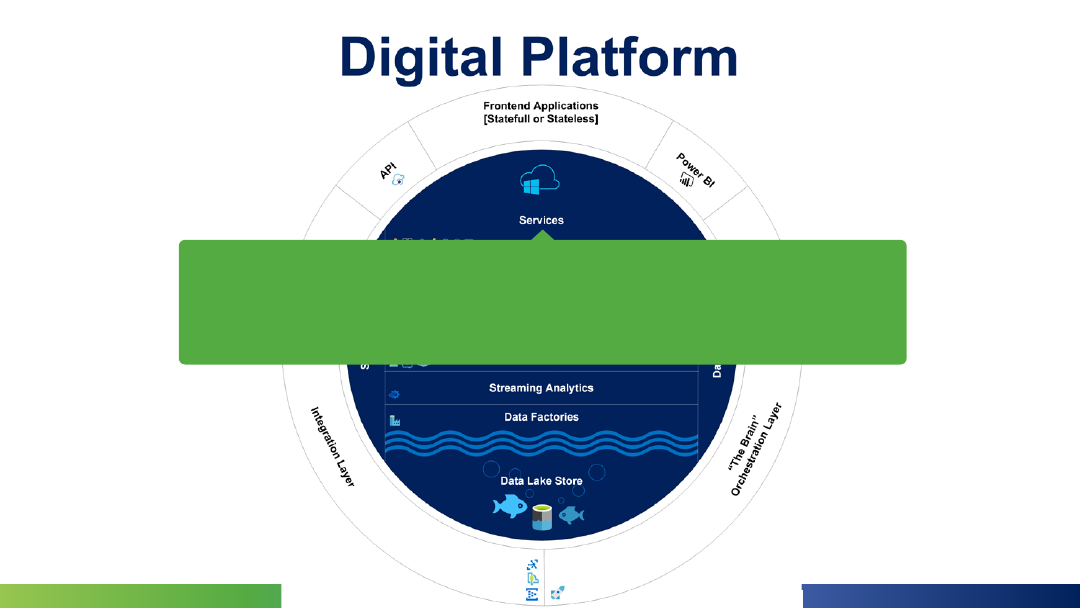 Digital Platform
Frontend Applications
[Statefull or Stateless]
API
Power BI
Services
Streaming Analytics
Data Factories
Data Lake Store
Integration Layer
“The Brain”
Orchestration Layer